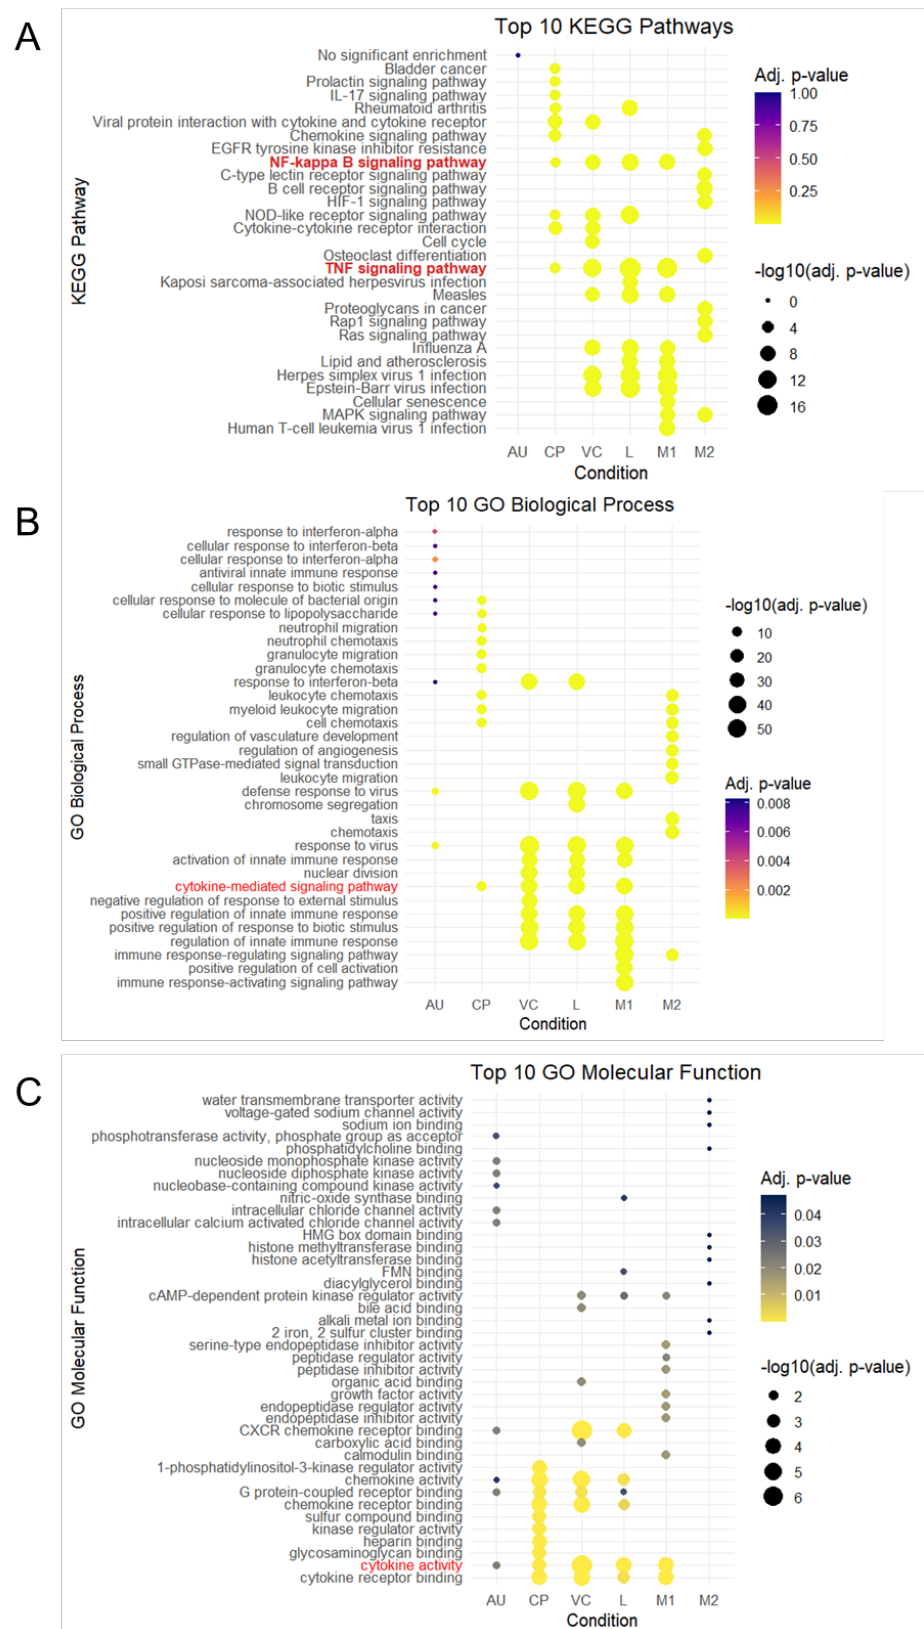 A
Top 10 KEGG Pathways
KEGG Pathway
No significant enrichment
Bladder cancer
Prolactin signaling pathway
IL-17 signaling pathway
Rheumatoid arthritis
Viral protein interaction with cytokine and cytokine receptor
Chemokine signaling pathway
EGFR tyrosine kinase inhibitor resistance
NF-kappa B signaling pathway
C-type lectin receptor signaling pathway
B cell receptor signaling pathway
HIF-1 signaling pathway
NOD-like receptor signaling pathway
Cytokine-cytokine receptor interaction
Cell cycle
Osteoclast differentiation
TNF signaling pathway
Kaposi sarcoma-associated herpesvirus infection
Measles
Proteoglycans in cancer
Rap1 signaling pathway
Ras signaling pathway
Influenza A
Lipid and atherosclerosis
Herpes simplex virus 1 infection
Epstein-Barr virus infection
Cellular senescence
MAPK signaling pathway
Human T-cell leukemia virus 1 infection
AU CP VC L M1 M2
Condition
Adj. p-value
1.00
0.75
0.50
0.25
-log10(adj. p-value)
0
4
8
12
16
B
Top 10 GO Biological Process
GO Biological Process
response to interferon-alpha
cellular response to interferon-beta
cellular response to interferon-alpha
antiviral innate immune response
cellular response to biotic stimulus
cellular response to molecule of bacterial origin
cellular response to lipopolysaccharide
neutrophil migration
neutrophil chemotaxis
granulocyte migration
granulocyte chemotaxis
response to interferon-beta
leukocyte chemotaxis
myeloid leukocyte migration
cell chemotaxis
regulation of vasculature development
regulation of angiogenesis
small GTPase-mediated signal transduction
leukocyte migration
defense response to virus
chromosome segregation
taxis
chemotaxis
response to virus
activation of innate immune response
nuclear division
cytokine-mediated signaling pathway
negative regulation of response to external stimulus
positive regulation of innate immune response
positive regulation of response to biotic stimulus
regulation of innate immune response
immune response-regulating signaling pathway
positive regulation of cell activation
immune response-activating signaling pathway
AU CP VC L M1 M2
Condition
-log10(adj. p-value)
10
20
30
40
50
Adj. p-value
0.008
0.006
0.004
0.002
C
Top 10 GO Molecular Function
GO Molecular Function
water transmembrane transporter activity
voltage-gated sodium channel activity
sodium ion binding
phosphotransferase activity, phosphate group as acceptor
phosphatidylcholine binding
nucleoside monophosphate kinase activity
nucleoside diphosphate kinase activity
nucleobase-containing compound kinase activity
nitric-oxide synthase binding
intracellular chloride channel activity
intracellular calcium activated chloride channel activity
HMG box domain binding
histone methyltransferase binding
histone acetyltransferase binding
FMN binding
diacylglycerol binding
cAMP-dependent protein kinase regulator activity
bile acid binding
alkali metal ion binding
2 iron, 2 sulfur cluster binding
serine-type endopeptidase inhibitor activity
peptidase regulator activity
peptidase inhibitor activity
organic acid binding
growth factor activity
endopeptidase regulator activity
endopeptidase inhibitor activity
CXCR chemokine receptor binding
carboxylic acid binding
calmodulin binding
1-phosphatidylinositol-3-kinase regulator activity
chemokine activity
G protein-coupled receptor binding
chemokine receptor binding
sulfur compound binding
kinase regulator activity
heparin binding
glycosaminoglycan binding
cytokine activity
cytokine receptor binding
AU CP VC L M1 M2
Condition
Adj. p-value
0.04
0.03
0.02
0.01
-log10(adj. p-value)
2
3
4
5
6